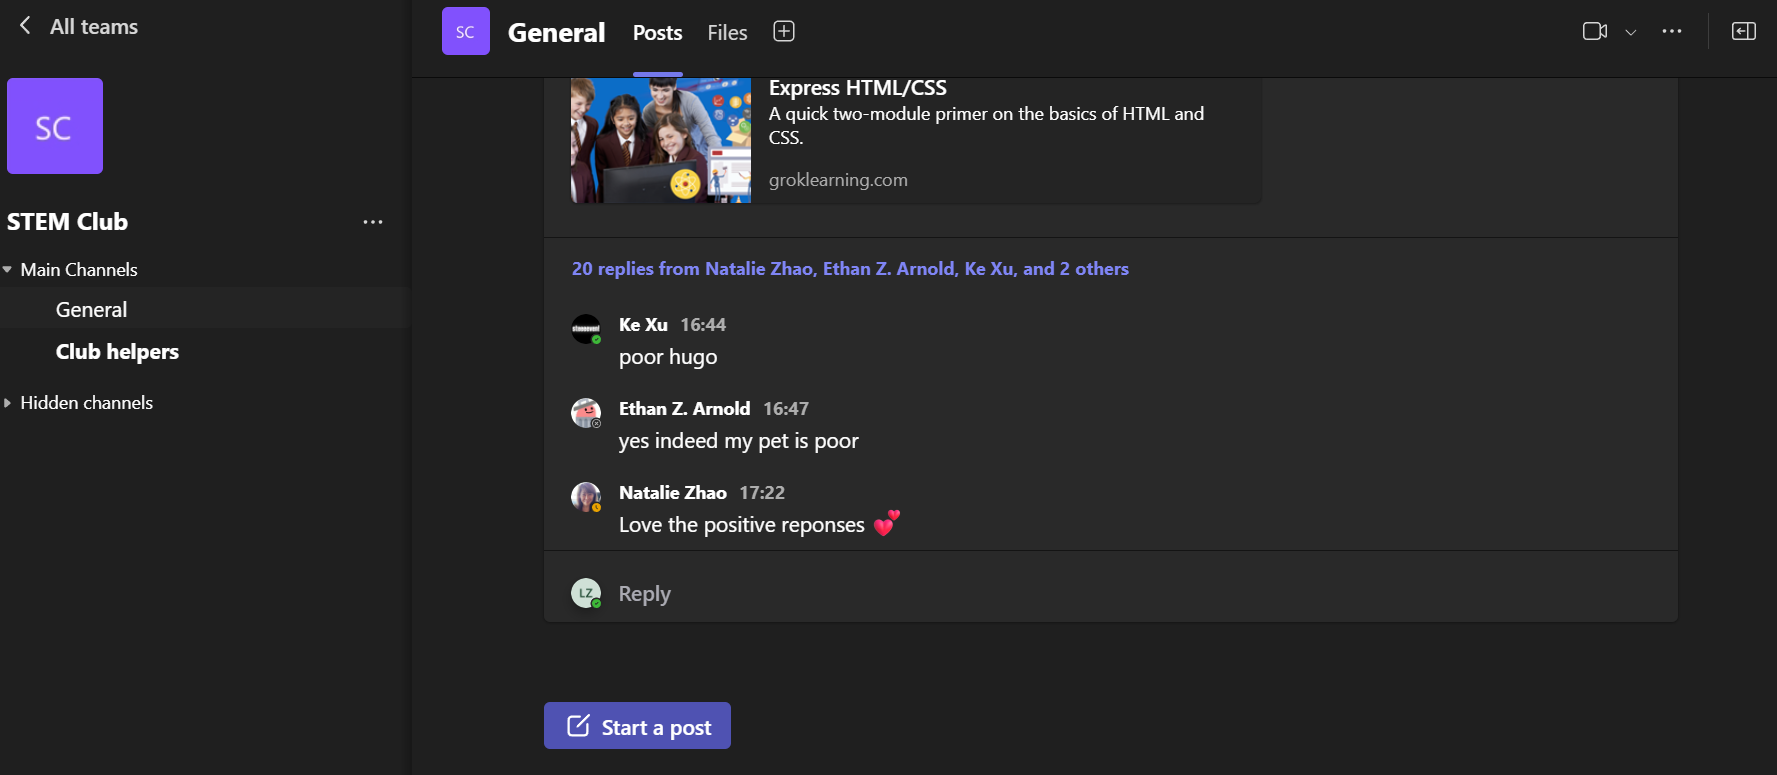 All teams
SC
STEM Club
Main Channels
General
Club helpers
Hidden channels
SC
General
Posts
Files
Express HTML/CSS
A quick two-module primer on the basics of HTML and
CSS.
groklearning.com
20 replies from Natalie Zhao, Ethan Z. Arnold, Ke Xu, and 2 others
Ke Xu 16:44
poor hugo
Ethan Z. Arnold 16:47
yes indeed my pet is poor
Natalie Zhao 17:22
Love the positive reponses 💕
LZ
Reply
Start a post